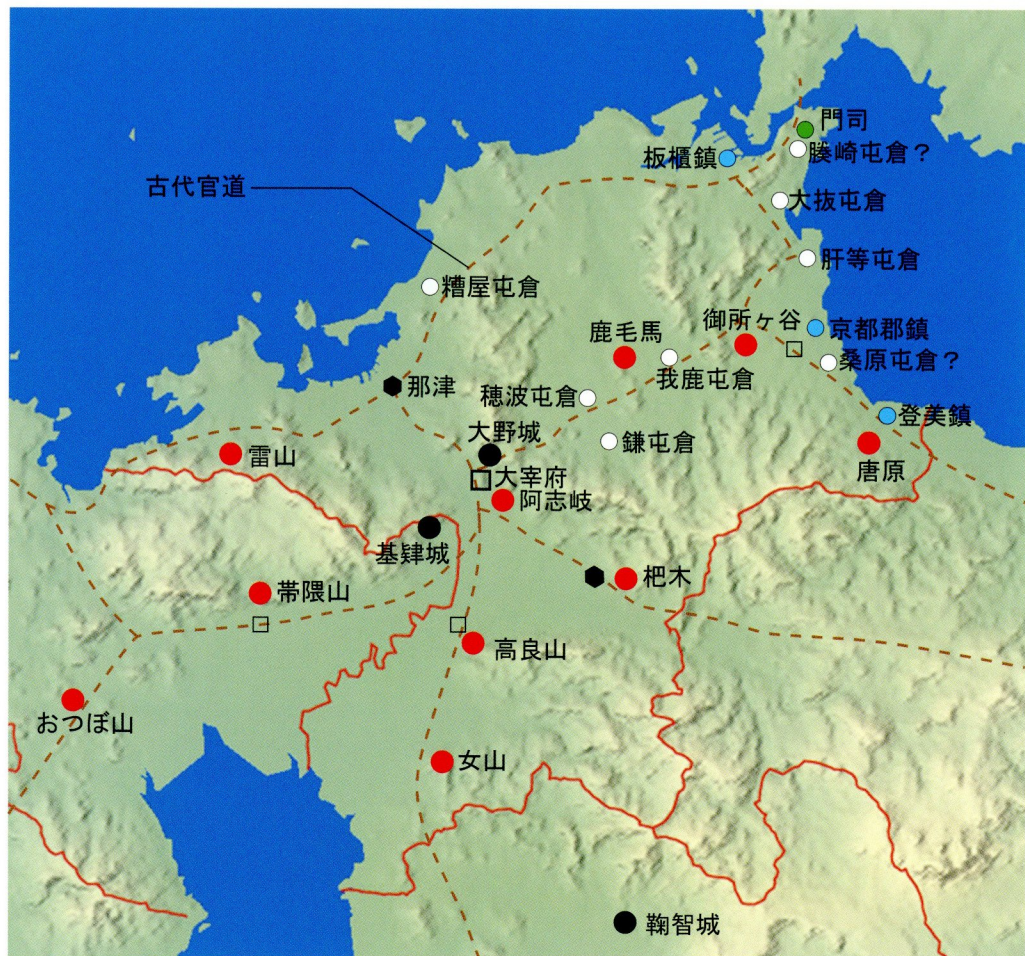 門司
板櫃鎮
勝崎屯倉？
古代官道
大抜屯倉
肝等屯倉
糟屋屯倉
御所ヶ谷
京都郡鎮
鹿毛馬
桑原屯倉？
我鹿屯倉
那津
穂波屯倉
登美鎮
大野城
鎌屯倉
雷山
唐原
大宰府
阿志岐
基肄城
杷木
帯隈山
高良山
おつぼ山
女山
鞠智城